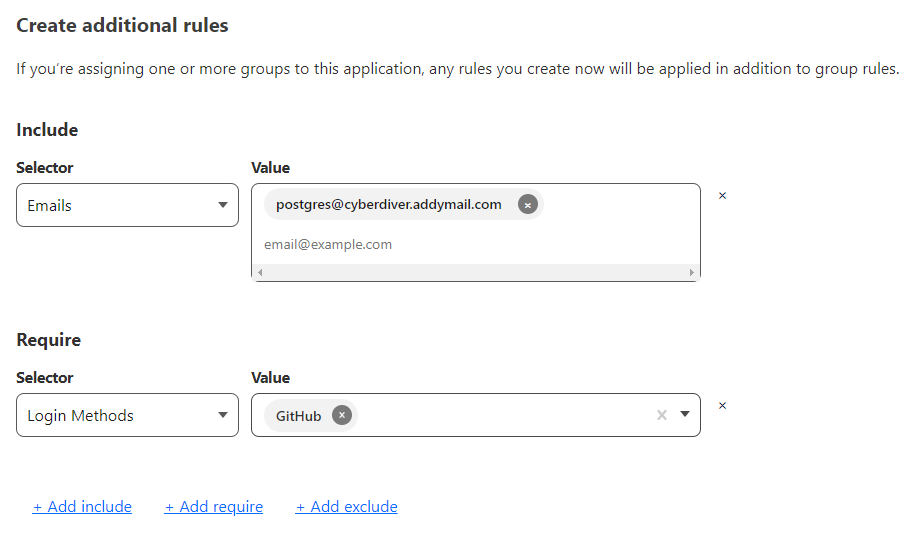 Create additional rules
If you're assigning one or more groups to this application, any rules you create now will be applied in addition to group rules.
Include
Selector Value
Emails postgres@cyberdiver.addymail.com
email@example.com
Require
Selector Value
Login Methods GitHub
+ Add include + Add require + Add exclude